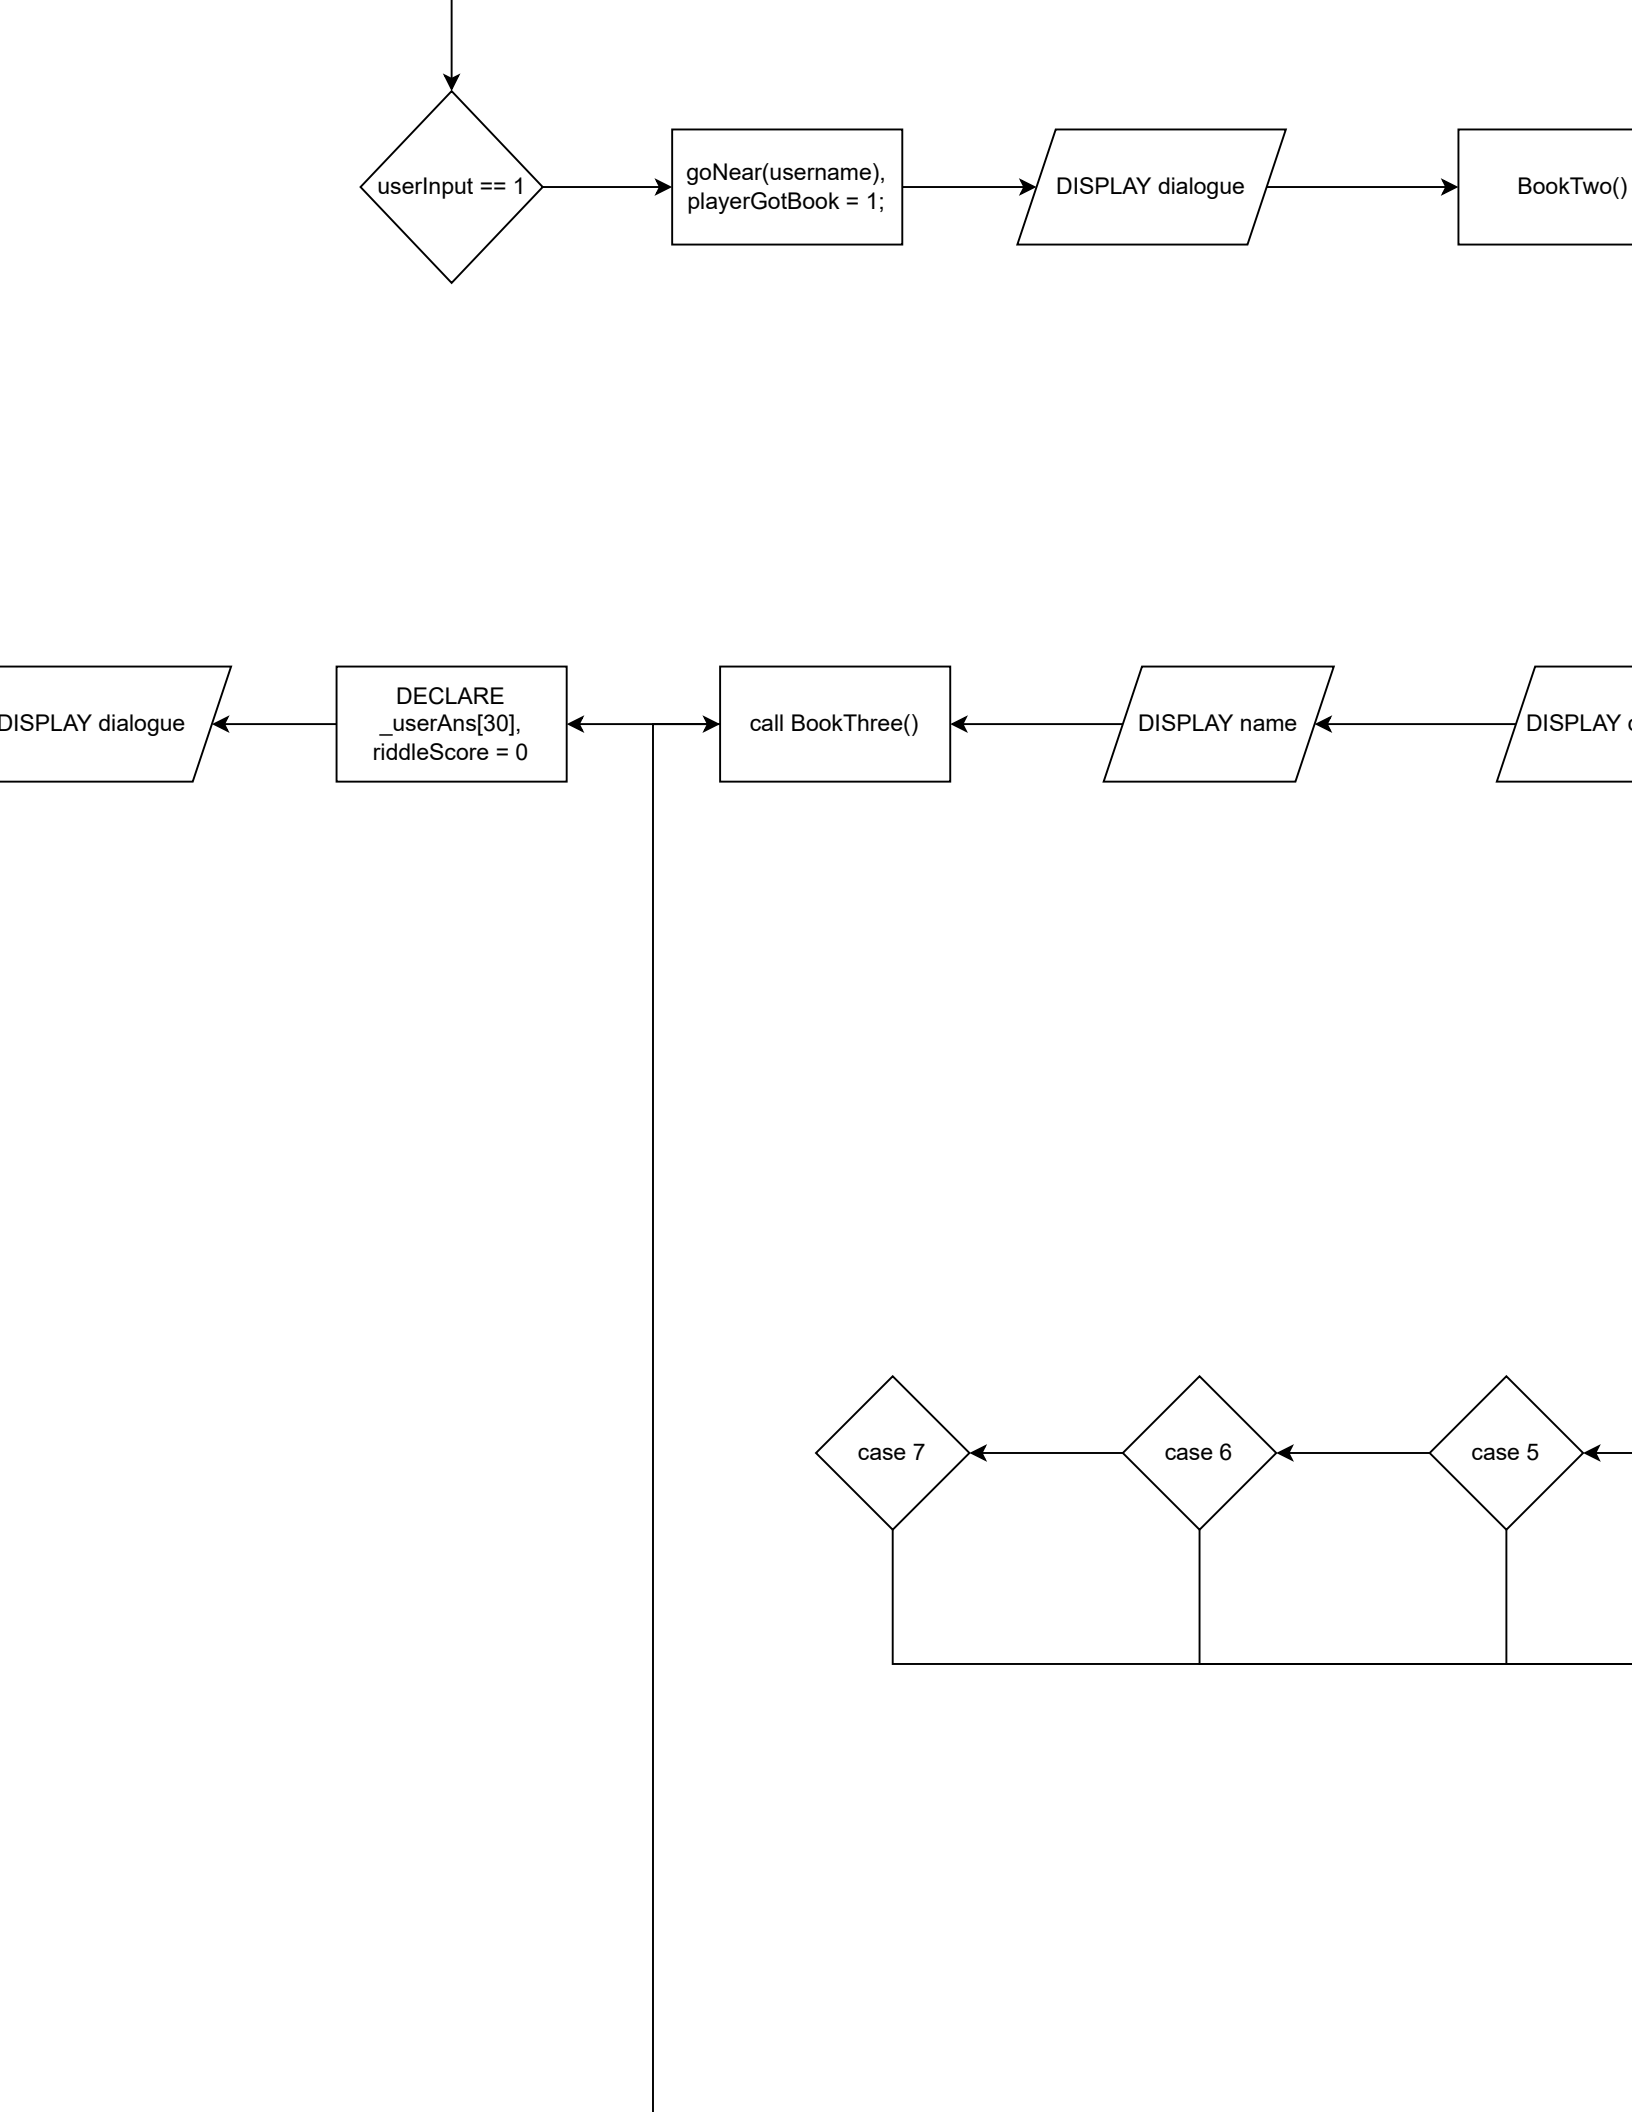 userInput == 1
goNear(username),
playerGotBook = 1;
DISPLAY dialogue
BookTwo()
DISPLAY dialogue
DECLARE
_userAns[30],
riddleScore = 0
call BookThree()
DISPLAY name
DISPLAY
case 7
case 6
case 5